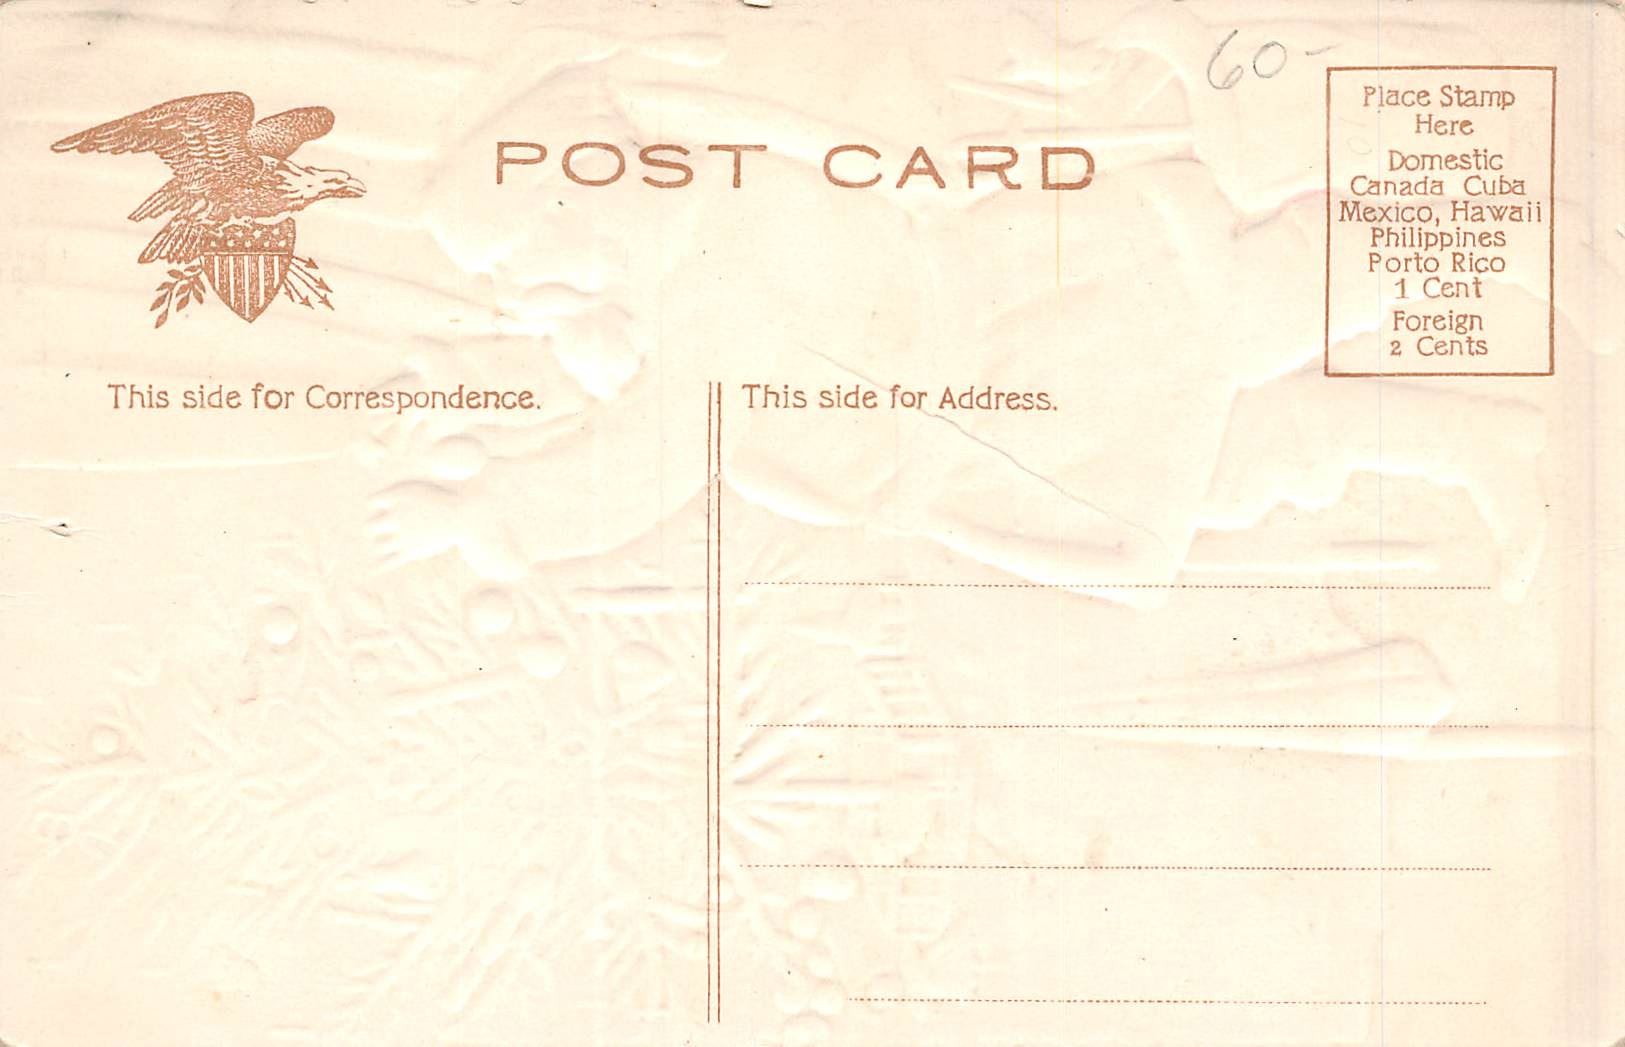 60-
POST CARD
Place Stamp
Here
Domestic
Canada Cuba
Mexico, Hawaii
Philippines
Porto Rico
1 Cent
Foreign
2 Cents
This side for Correspondence.
This side for Address.